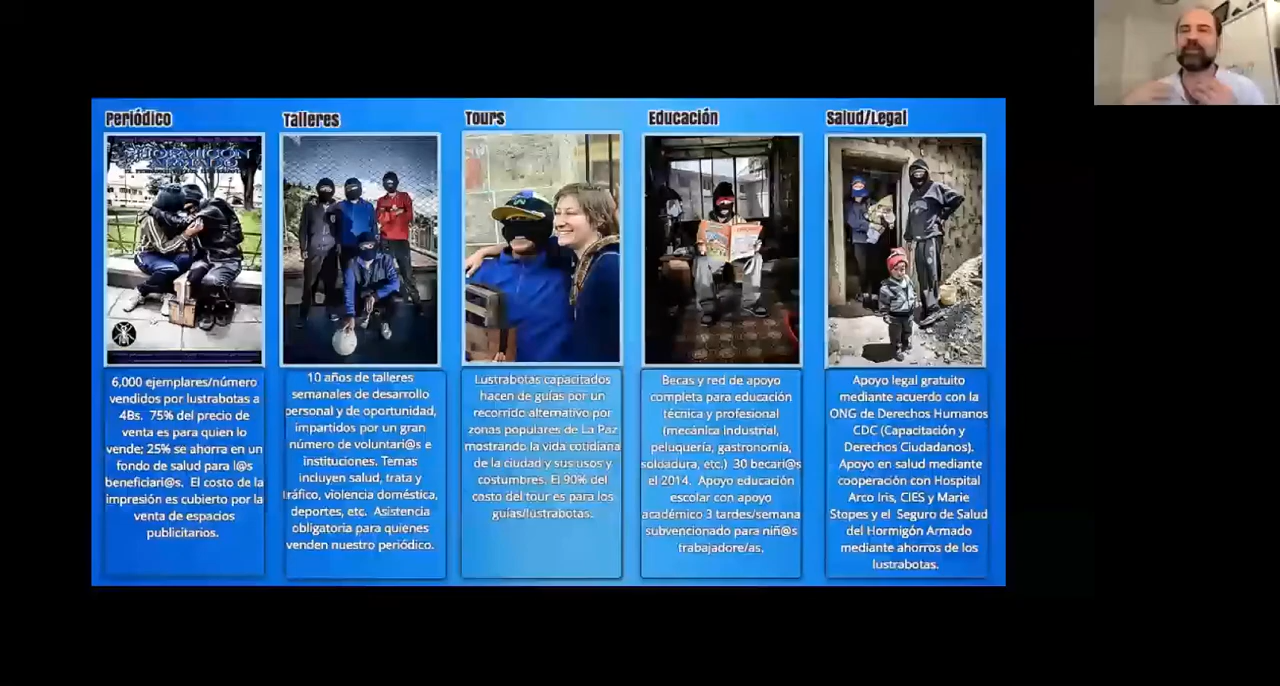 Periódico
HORMIGÓN
ARMADO
6,000 ejemplares/número
vendidos por lustrabotas a
4Bs. 75% del precio de
venta es para quien lo
vende; 25% se ahorra en un
fondo de salud para l@s
beneficiari@s. El costo de la
impresión es cubierto por la
venta de espacios
publicitarios.
Talleres
10 años de talleres
semanales de desarrollo
personal y de oportunidad,
impartidos por un gran
número de voluntari@s e
instituciones. Temas
incluyen salud, trata y
tráfico, violencia doméstica,
deportes, etc. Asistencia
obligatoria para quienes
venden nuestro periódico.
Tours
Lustrabotas capacitados
hacen de guías por un
recorrido alternativo por
zonas populares de La Paz
mostrando la vida cotidiana
de la ciudad y sus usos y
costumbres. El 90% del
costo del tour es para los
guías/lustrabotas.
Educación
Becas y red de apoyo
completa para educación
técnica y profesional
(mecánica industrial,
peluquería, gastronomía,
soldadura, etc.) 30 becari@s
el 2014. Apoyo educación
escolar con apoyo
académico 3 tardes/semana
subvencionado para niñ@s
trabajadore/as.
Salud/Legal
Apoyo legal gratuito
mediante acuerdo con la
ONG de Derechos Humanos
CDC (Capacitación y
Derechos Ciudadanos).
Apoyo en salud mediante
cooperación con Hospital
Arco Iris, CIES y Marie
Stopes y el Seguro de Salud
del Hormigón Armado
mediante ahorros de los
lustrabotas.